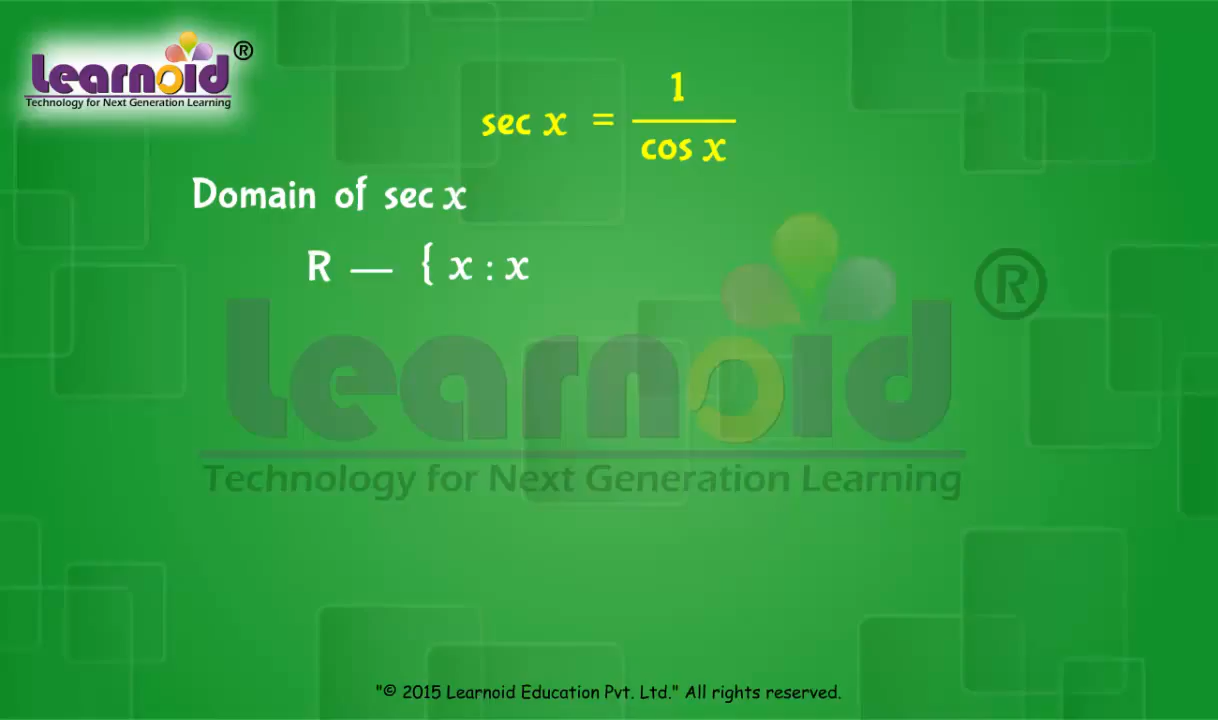 Learnoid ®
Technology for Next Generation Learning
sec x = 1 / cos x
Domain of sec x
R — { x : x
Learnoid ®
Technology for Next Generation Learning
"© 2015 Learnoid Education Pvt. Ltd." All rights reserved.